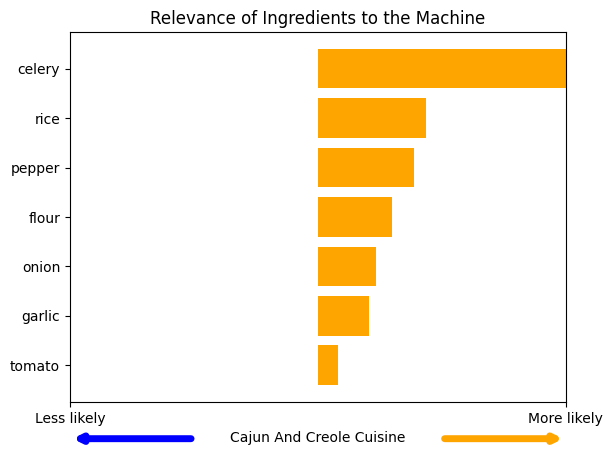 Relevance of Ingredients to the Machine
celery
rice
pepper
flour
onion
garlic
tomato
Less likely
More likely
Cajun And Creole Cuisine